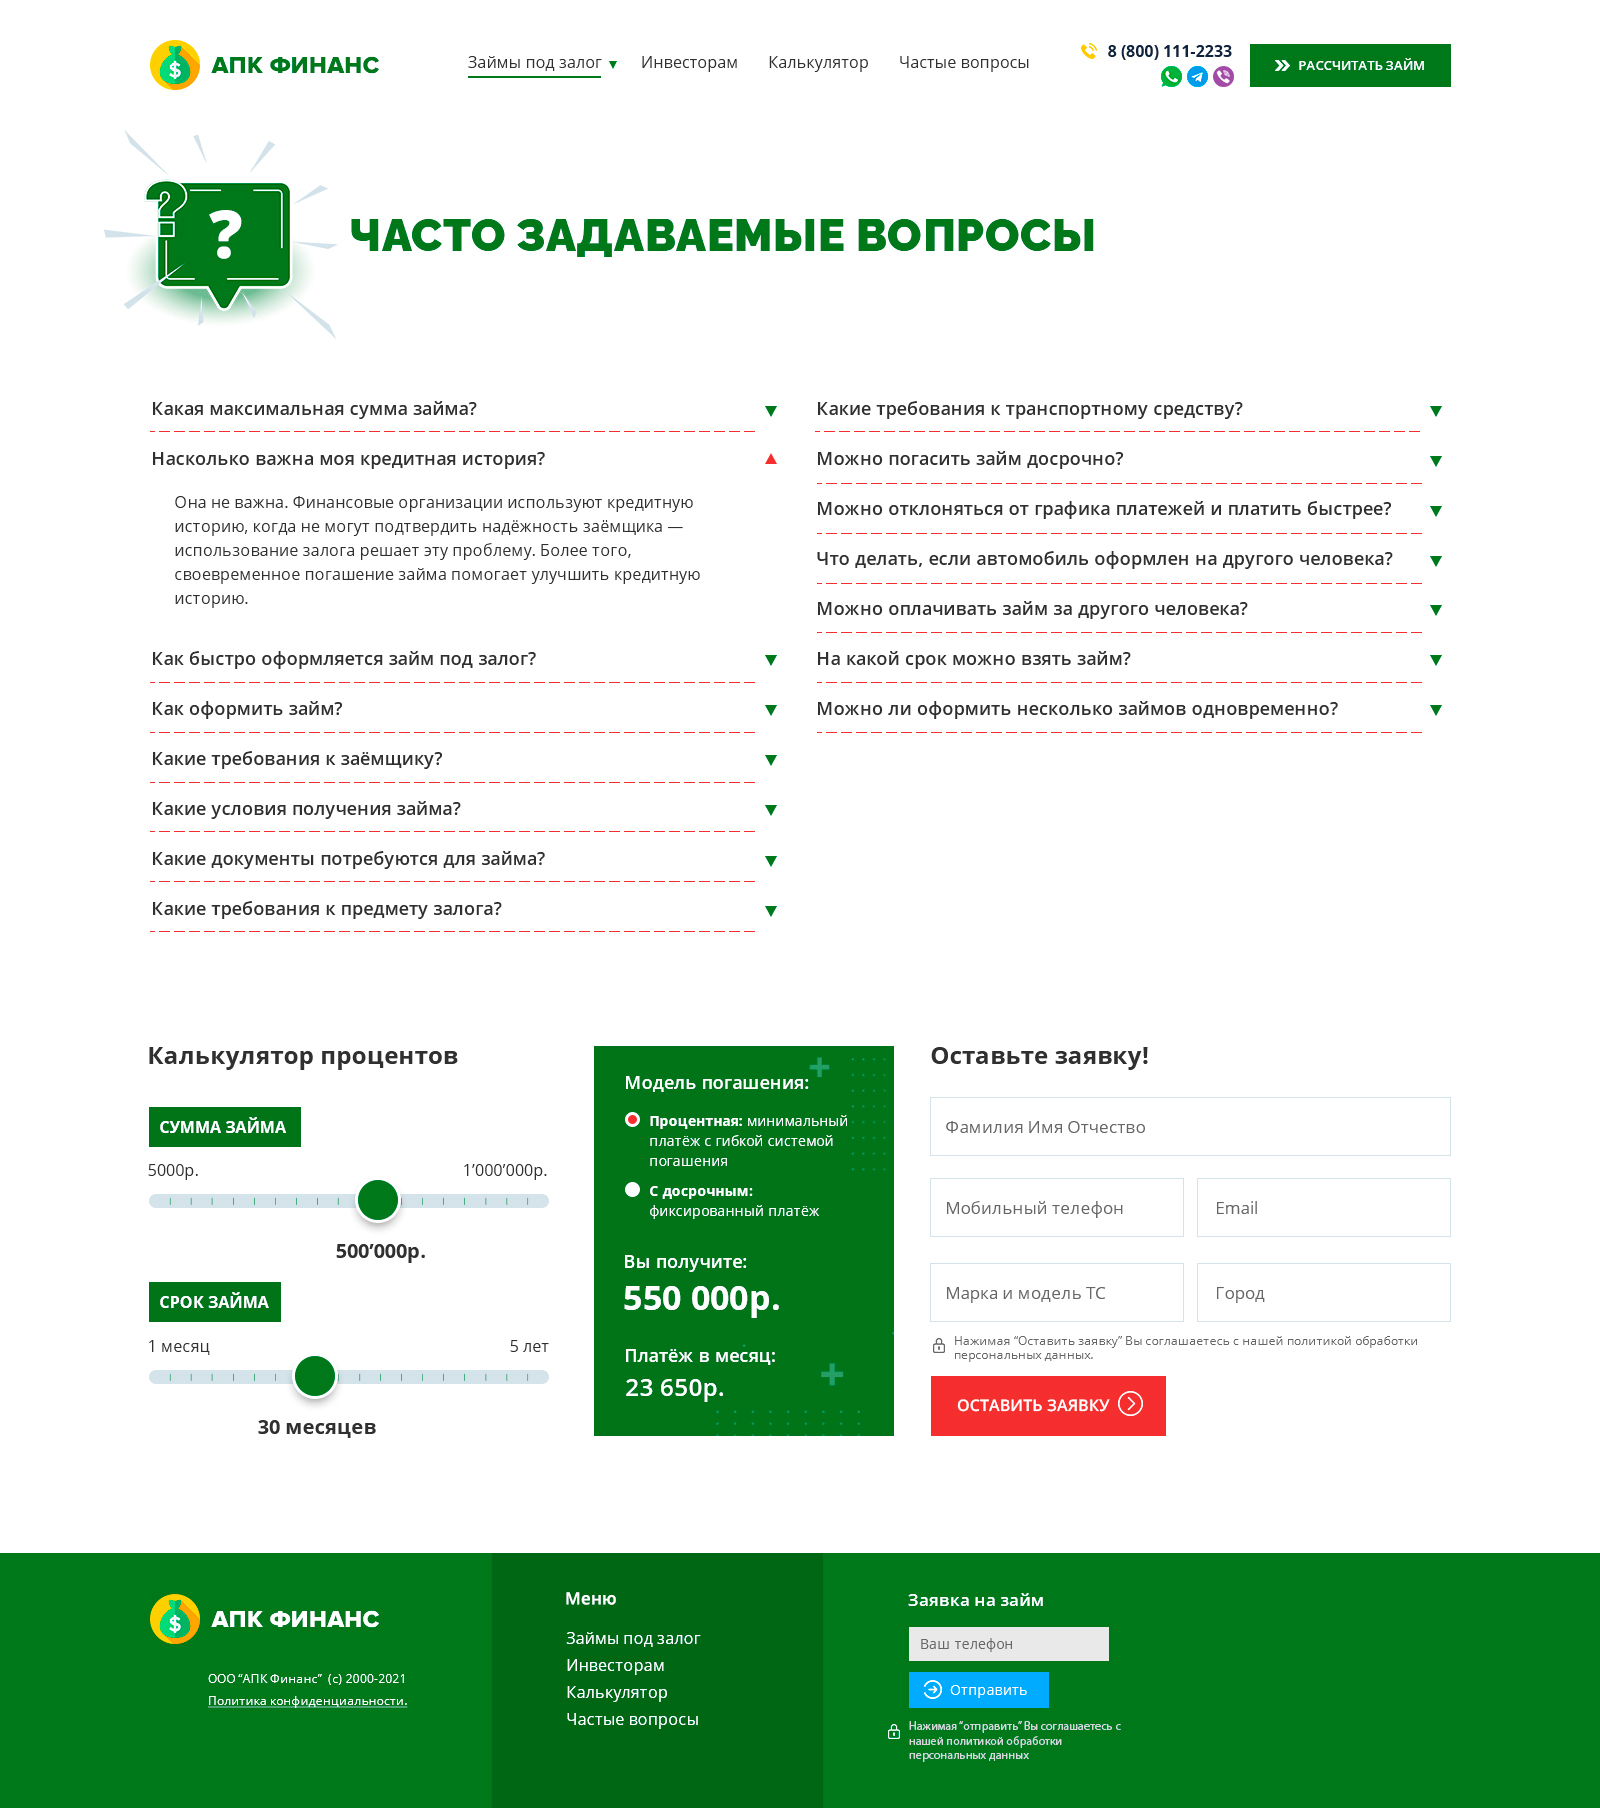 АПК ФИНАНС
Займы под залог
Инвесторам
Калькулятор
Частые вопросы
8 (800) 111-2233
РАССЧИТАТЬ ЗАЙМ
? ?
ЧАСТО ЗАДАВАЕМЫЕ ВОПРОСЫ
Какая максимальная сумма займа?
Насколько важна моя кредитная история?
Она не важна. Финансовые организации используют кредитную
историю, когда не могут подтвердить надёжность заёмщика —
использование залога решает эту проблему. Более того,
своевременное погашение займа помогает улучшить кредитную
историю.
Как быстро оформляется займ под залог?
Как оформить займ?
Какие требования к заёмщику?
Какие условия получения займа?
Какие документы потребуются для займа?
Какие требования к предмету залога?
Какие требования к транспортному средству?
Можно погасить займ досрочно?
Можно отклоняться от графика платежей и платить быстрее?
Что делать, если автомобиль оформлен на другого человека?
Можно оплачивать займ за другого человека?
На какой срок можно взять займ?
Можно ли оформить несколько займов одновременно?
Калькулятор процентов
СУММА ЗАЙМА
5000р.
1’000’000р.
500’000р.
СРОК ЗАЙМА
1 месяц
5 лет
30 месяцев
Модель погашения:
Процентная: минимальный
платёж с гибкой системой
погашения
С досрочным:
фиксированный платёж
Вы получите:
550 000р.
Платёж в месяц:
23 650р.
Оставьте заявку!
Фамилия Имя Отчество
Мобильный телефон
Email
Марка и модель ТС
Город
Нажимая “Оставить заявку” Вы соглашаетесь с нашей политикой обработки
персональных данных.
ОСТАВИТЬ ЗАЯВКУ
АПК ФИНАНС
ООО “АПК Финанс” (с) 2000-2021
Политика конфиденциальности.
Меню
Займы под залог
Инвесторам
Калькулятор
Частые вопросы
Заявка на займ
Ваш телефон
Отправить
Нажимая “отправить” Вы соглашаетесь с
нашей политикой обработки
персональных данных